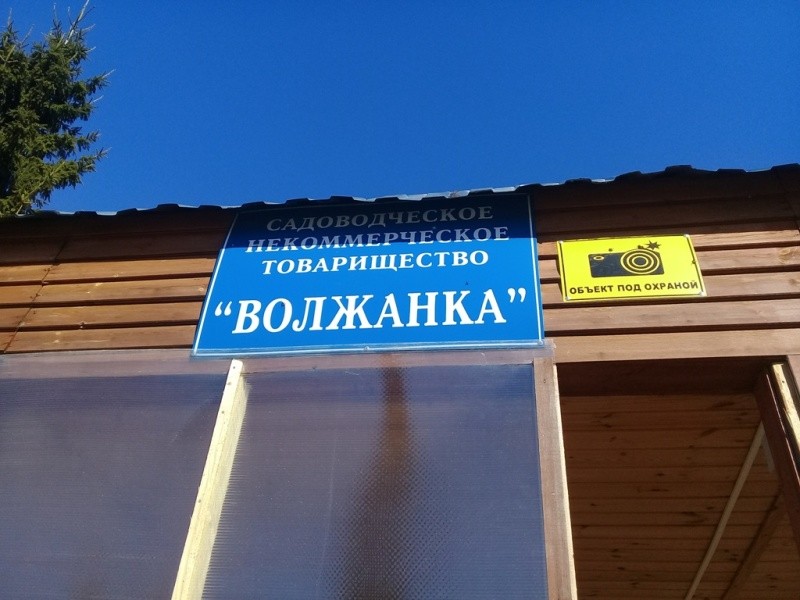 САДОВОДЧЕСКОЕ
НЕКОММЕРЧЕСКОЕ
ТОВАРИЩЕСТВО
“ВОЛЖАНКА”
ОБЪЕКТ ПОД ОХРАНОЙ